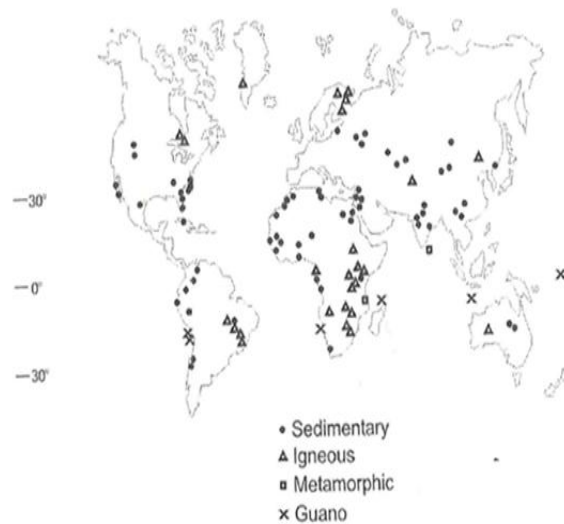 —30°
— 0°
—30°
• Sedimentary
△ Igneous
◘ Metamorphic
× Guano